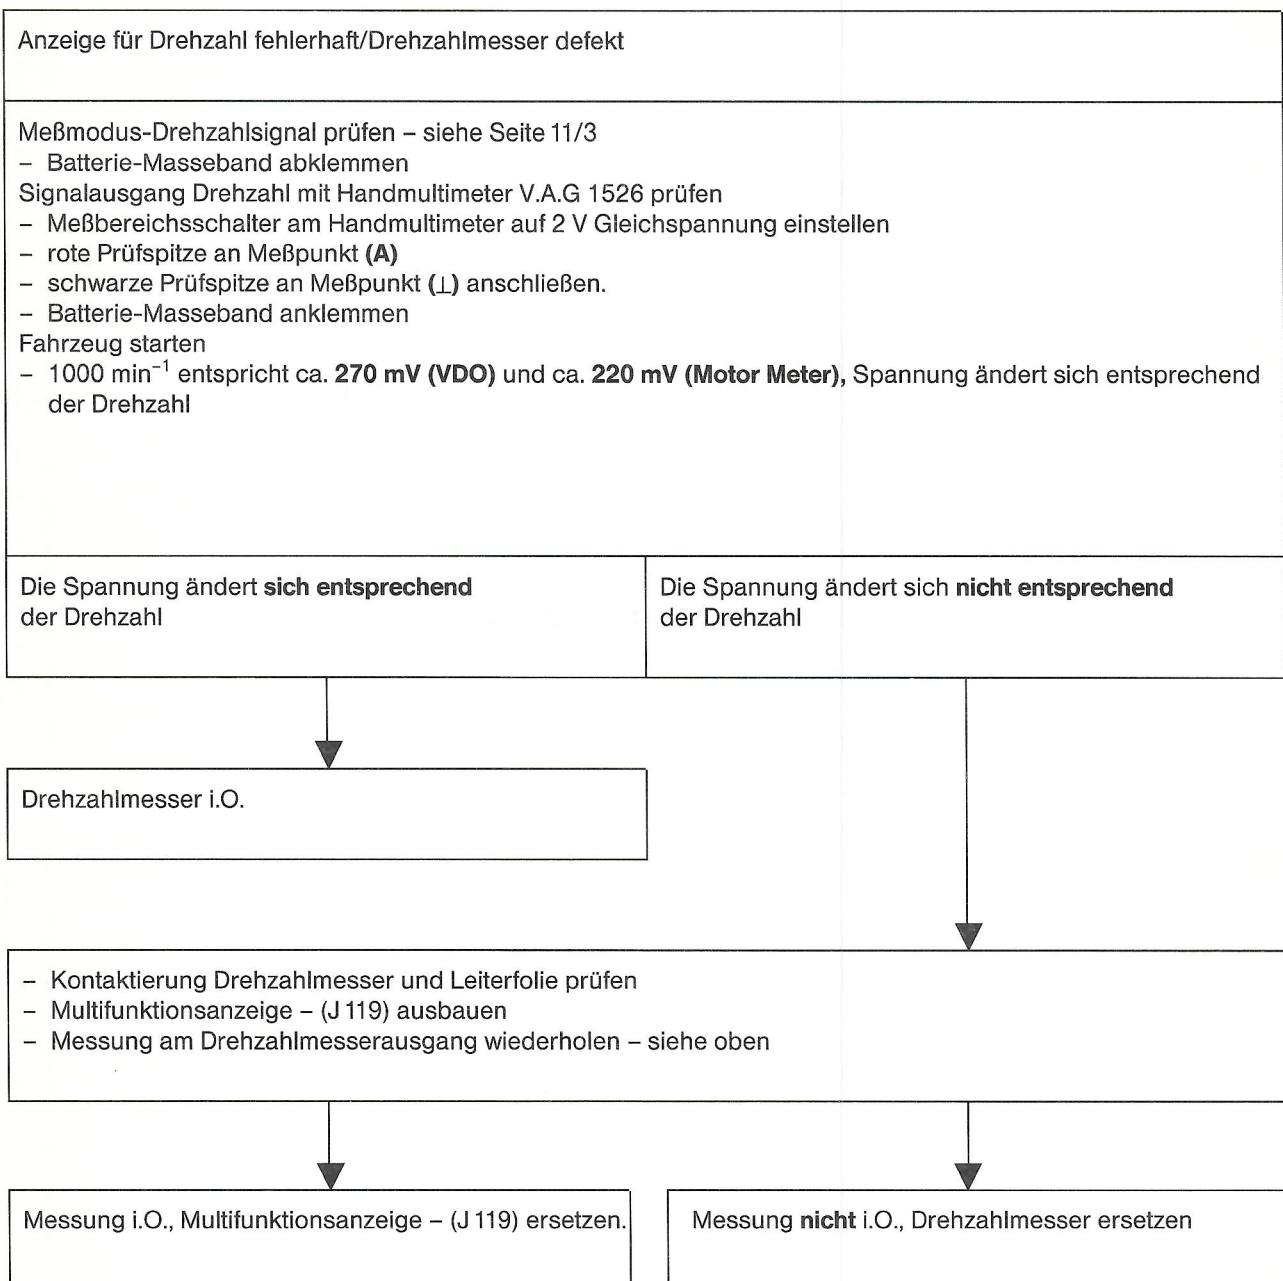 Anzeige für Drehzahl fehlerhaft/Drehzahlmesser defekt
Meßmodus-Drehzahlsignal prüfen – siehe Seite 11/3
– Batterie-Masseband abklemmen
Signalausgang Drehzahl mit Handmultimeter V.A.G 1526 prüfen
– Meßbereichsschalter am Handmultimeter auf 2 V Gleichspannung einstellen
– rote Prüfspitze an Meßpunkt (A)
– schwarze Prüfspitze an Meßpunkt (⊥) anschließen.
– Batterie-Masseband anklemmen
Fahrzeug starten
– 1000 min⁻¹ entspricht ca. 270 mV (VDO) und ca. 220 mV (Motor Meter), Spannung ändert sich entsprechend
der Drehzahl
Die Spannung ändert sich entsprechend
der Drehzahl
Die Spannung ändert sich nicht entsprechend
der Drehzahl
Drehzahlmesser i.O.
– Kontaktierung Drehzahlmesser und Leiterfolie prüfen
– Multifunktionsanzeige – (J 119) ausbauen
– Messung am Drehzahlmesserausgang wiederholen – siehe oben
Messung i.O., Multifunktionsanzeige – (J 119) ersetzen.
Messung nicht i.O., Drehzahlmesser ersetzen